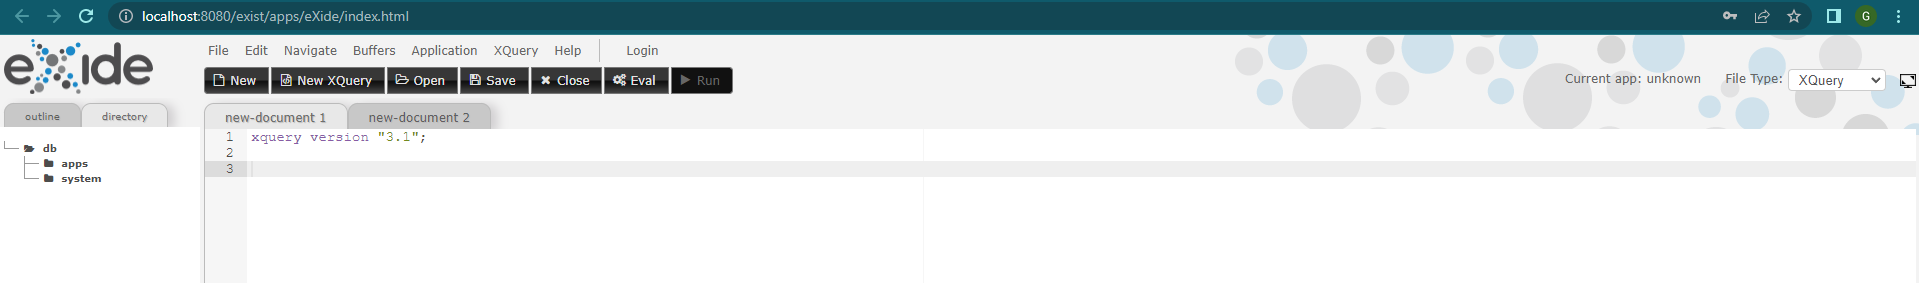 localhost:8080/exist/apps/eXide/index.html
G
eXide
File Edit Navigate Buffers Application XQuery Help Login
New New XQuery Open Save Close Eval Run
Current app: unknown File Type: XQuery
outline directory
new-document 1 new-document 2
db
apps
system
1 xquery version "3.1";
2
3